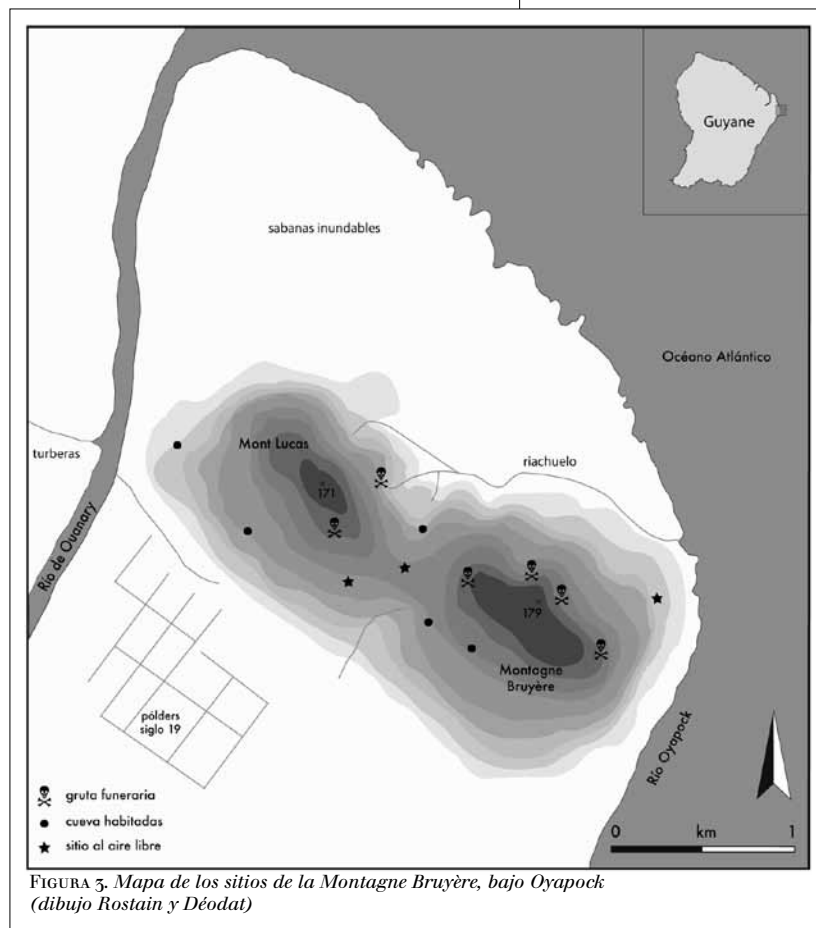 Guyane
sabanas inundables
Océano Atlántico
Mont Lucas
turberas
riachuelo
171
Río de Ouanary
179
Montagne
Bruyère
pólders
siglo 19
Río Oyapock
gruta funeraria
cueva habitadas
sitio al aire libre
0 km 1
FIGURA 3. Mapa de los sitios de la Montagne Bruyère, bajo Oyapock
(dibujo Rostain y Déodat)